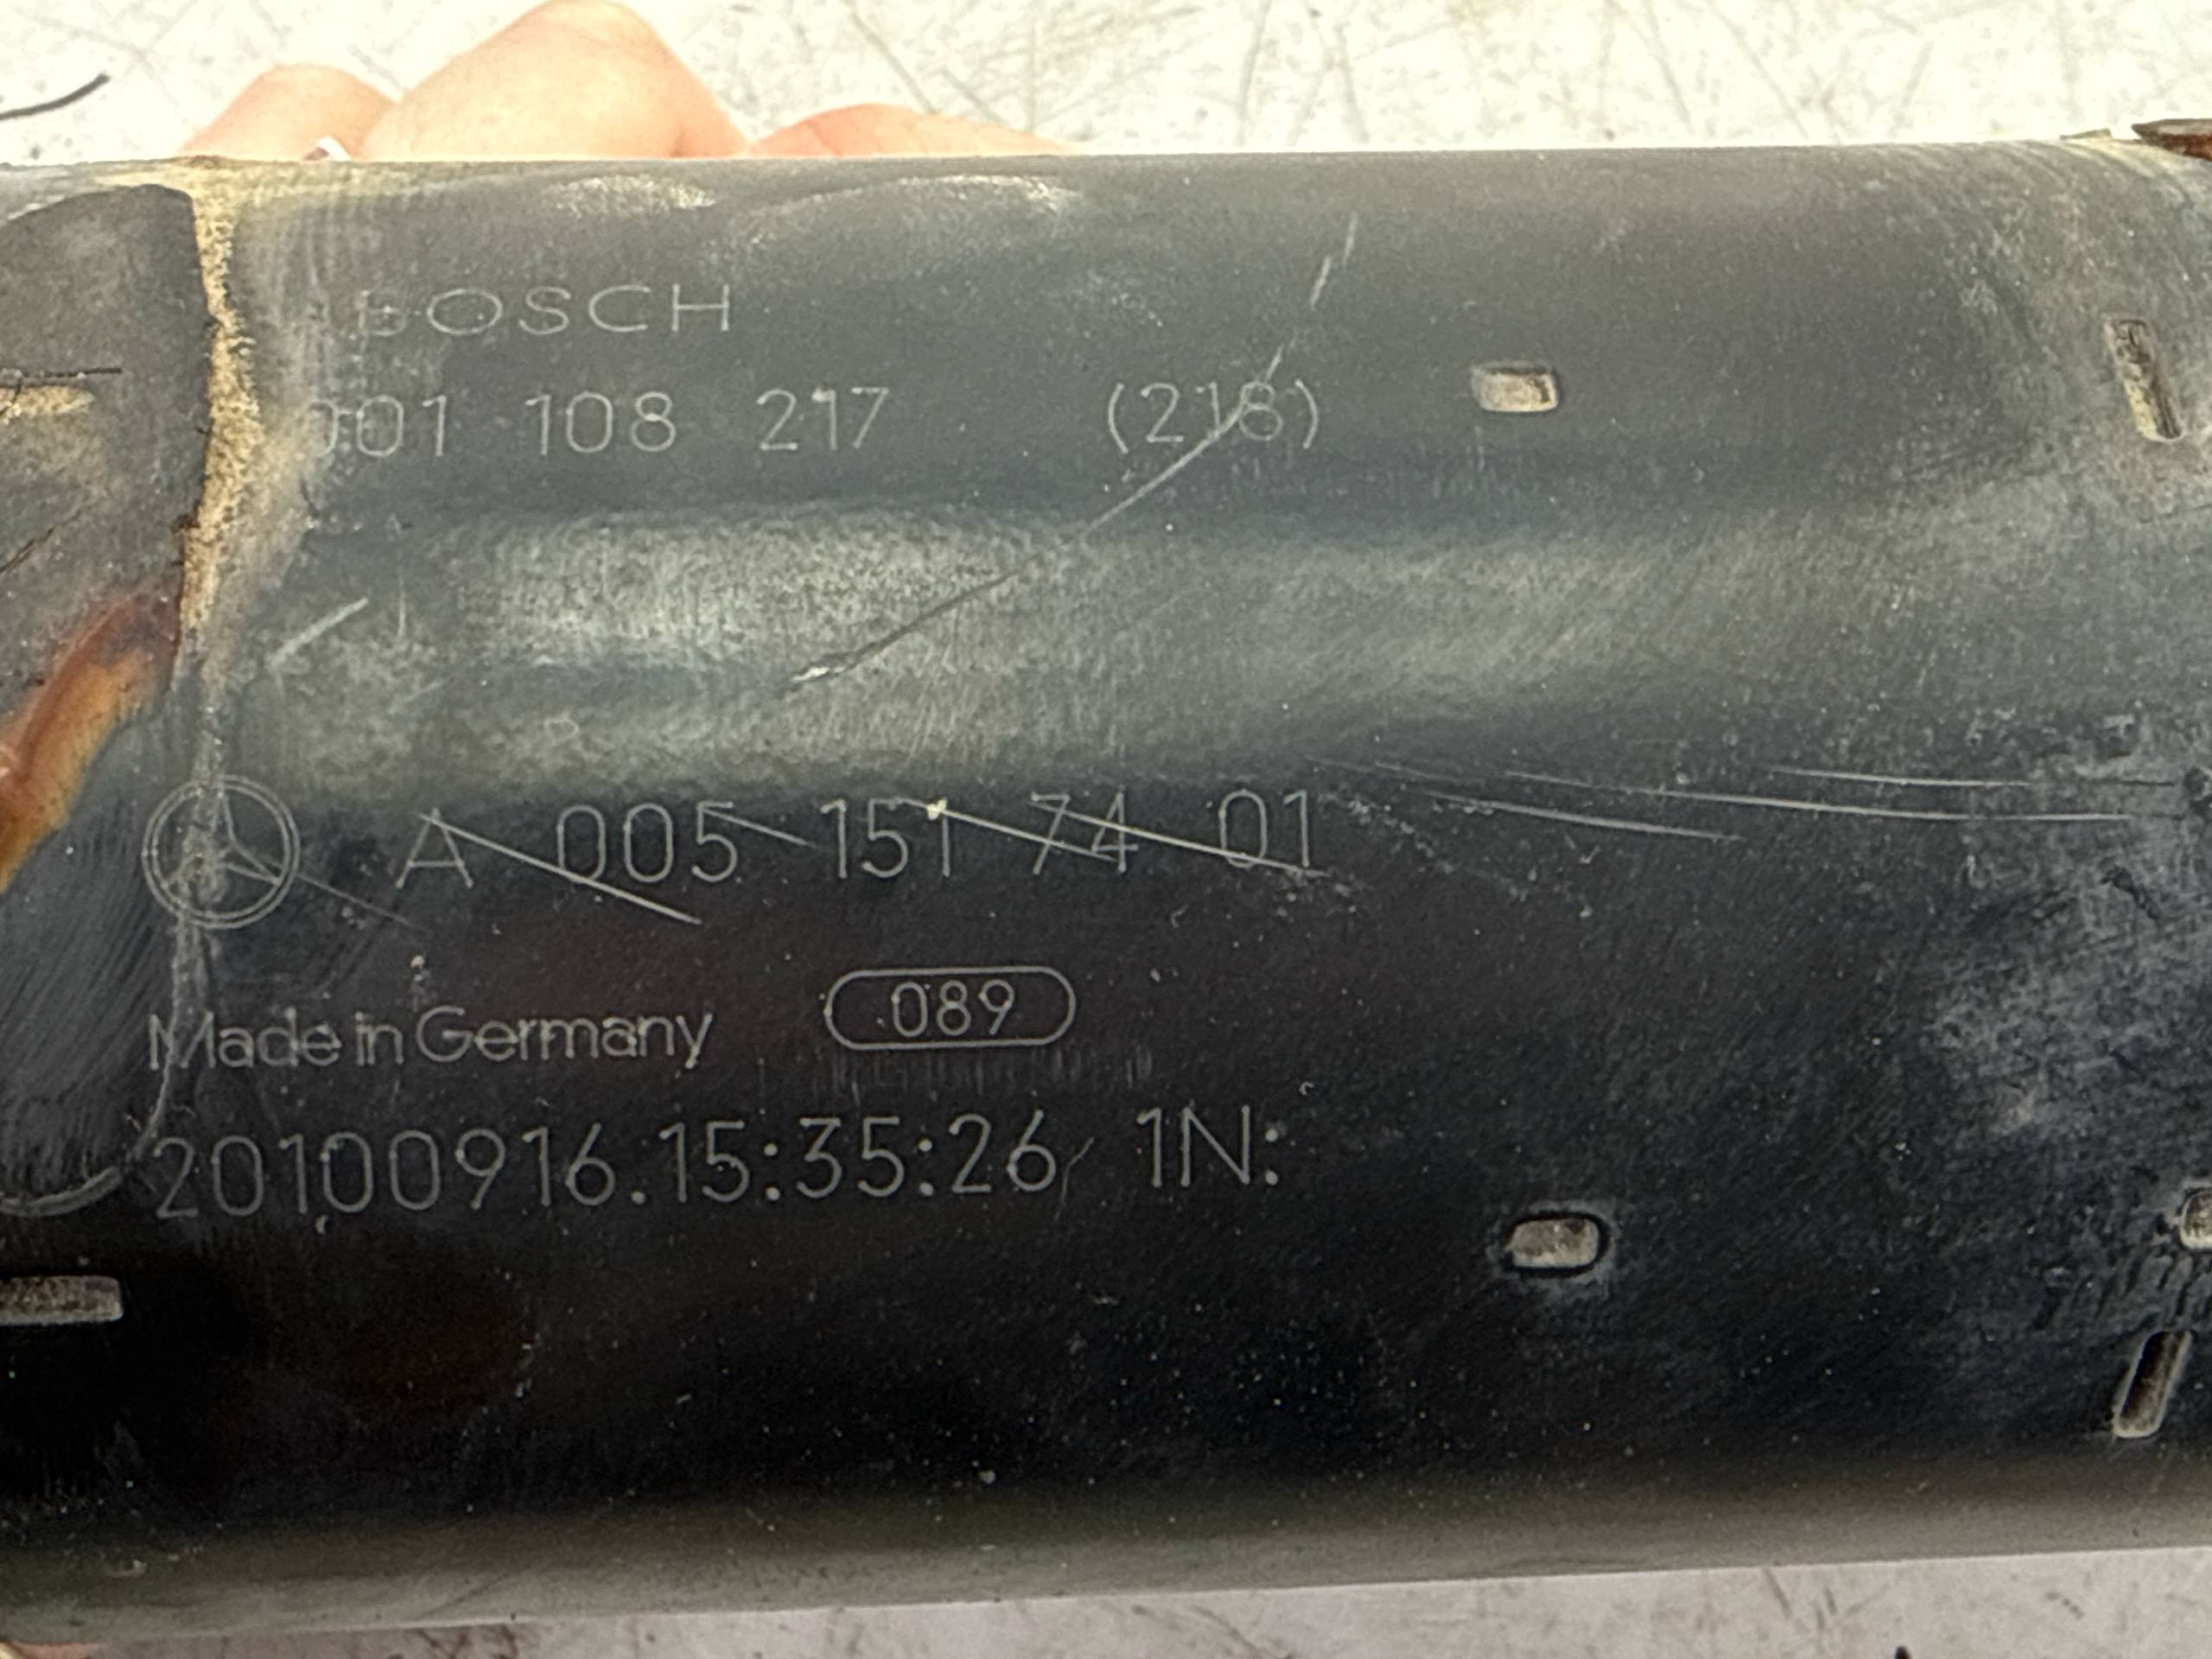 BOSCH
001 108 217 (218)
A 005 151 74 01
Made in Germany 089
20100916.15:35:26 1N: